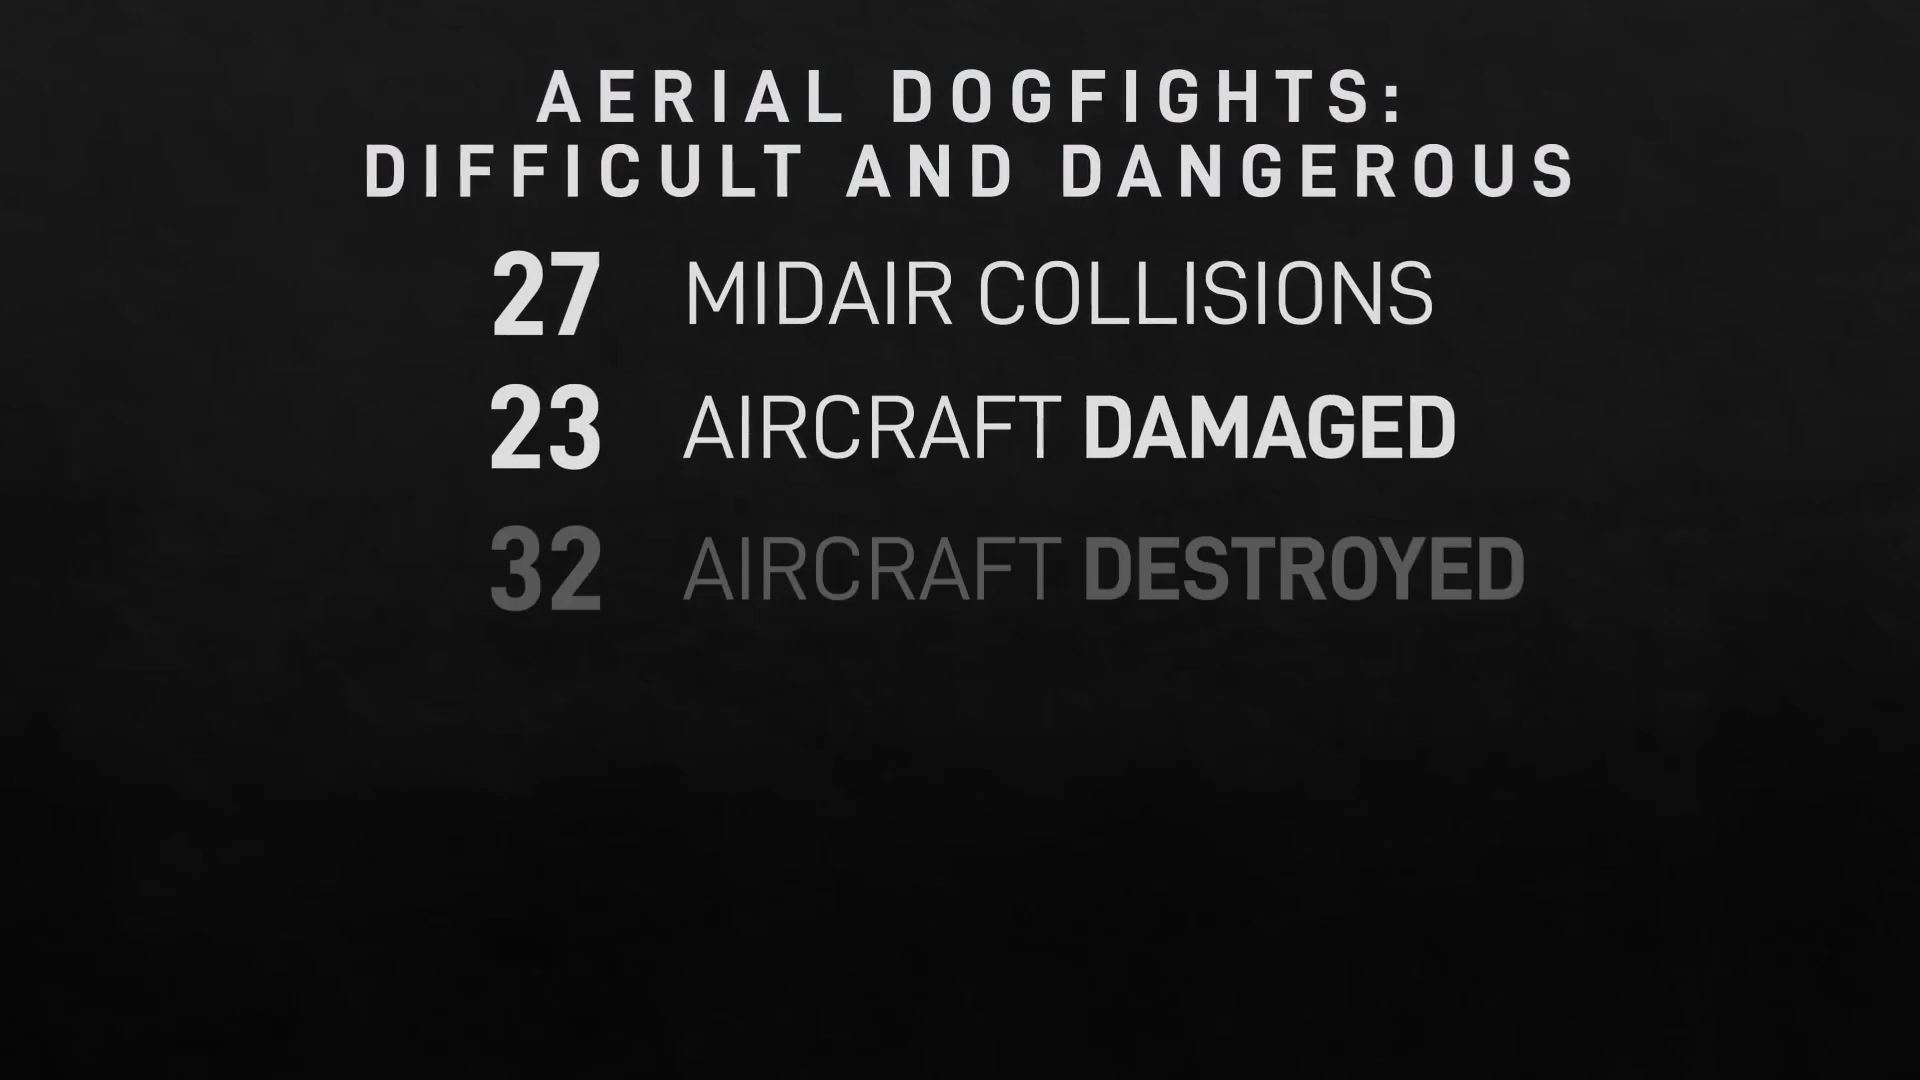 AERIAL DOGFIGHTS:
DIFFICULT AND DANGEROUS
27 MIDAIR COLLISIONS
23 AIRCRAFT DAMAGED
32 AIRCRAFT DESTROYED